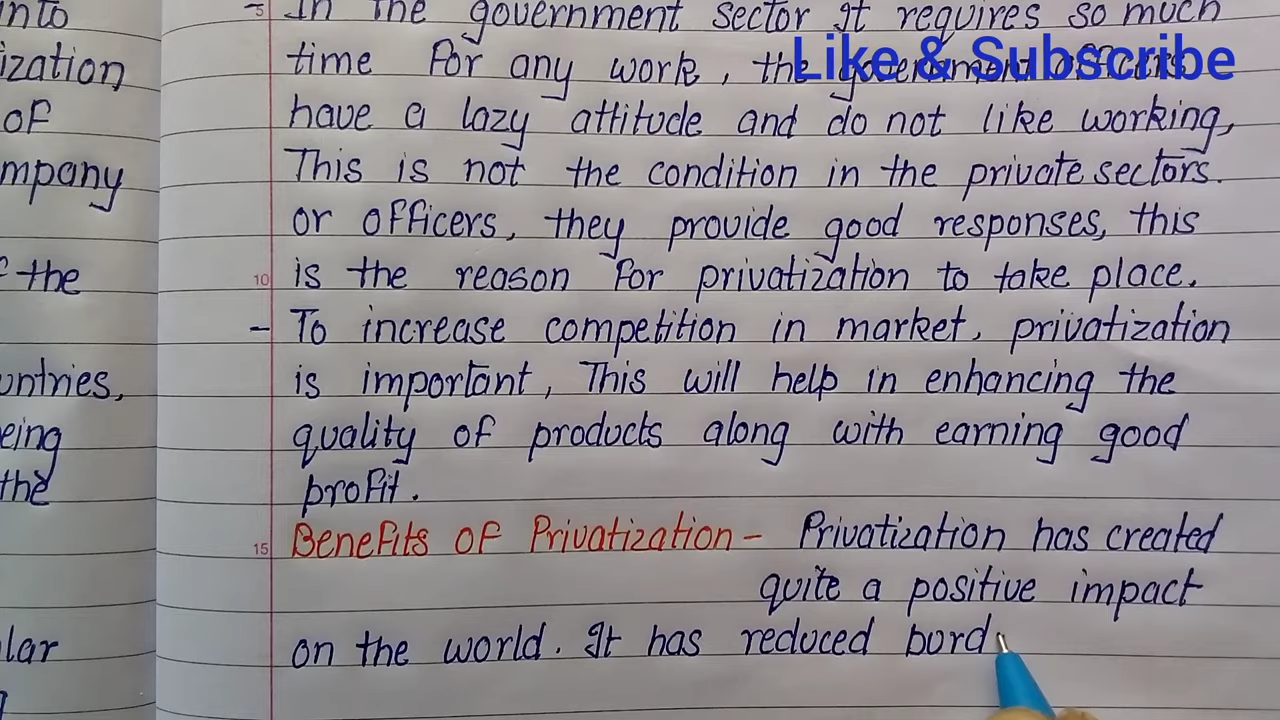 into
ization
of
mpany
the
untries,
eing
the
lar
In the government sector It requires so much
time For any work, the government officers
Like & Subscribe
have a lazy attitude and do not like working,
This is not the condition in the private sectors.
or officers, they provide good responses, this
10 is the reason for privatization to take place.
- To increase competition in market, privatization
is important, This will help in enhancing the
quality of products along with earning good
profit.
15 Benefits of Privatization - Privatization has created
quite a positive impact
on the world. It has reduced bord